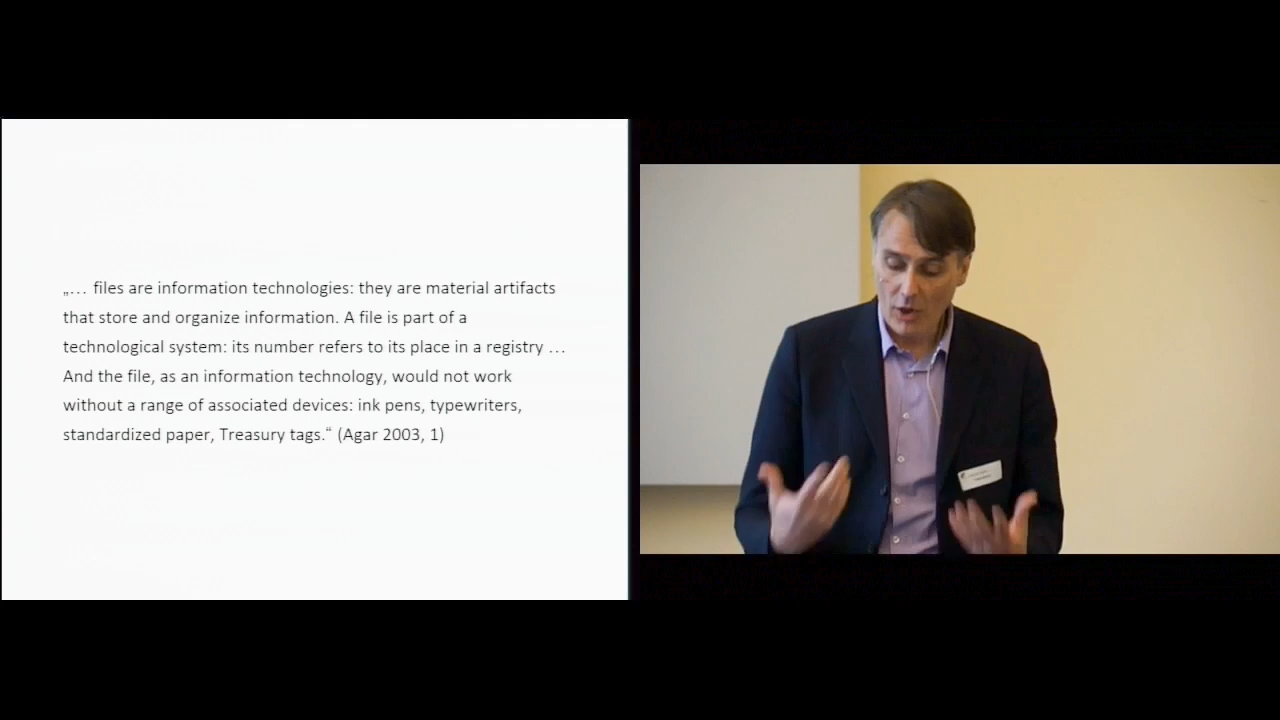 „… files are information technologies: they are material artifacts
that store and organize information. A file is part of a
technological system: its number refers to its place in a registry …
And the file, as an information technology, would not work
without a range of associated devices: ink pens, typewriters,
standardized paper, Treasury tags.“ (Agar 2003, 1)